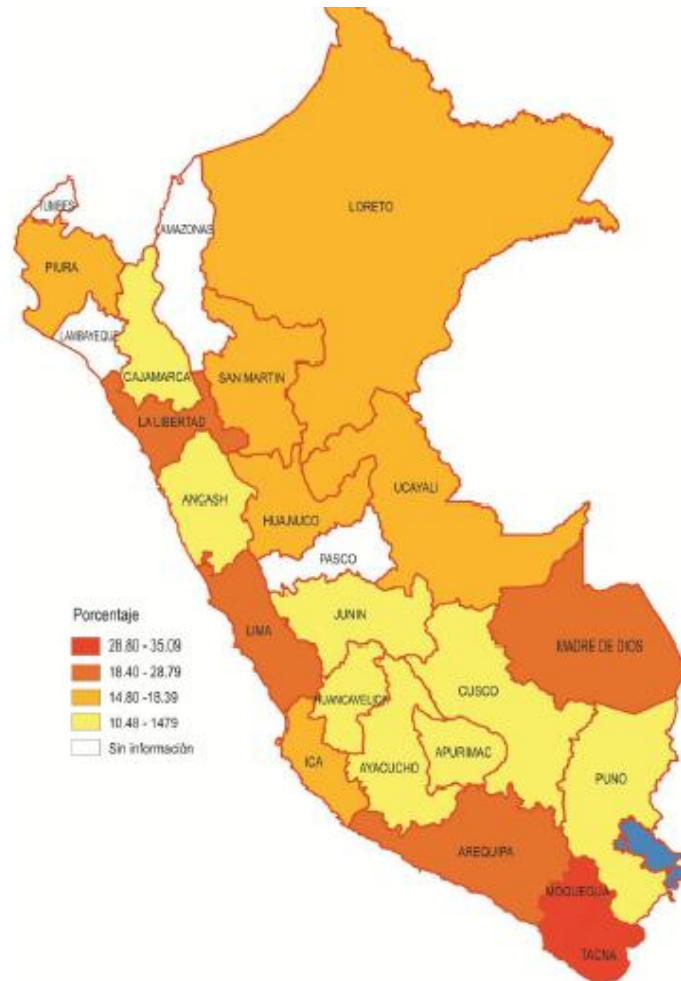 LORETO
TUMBES
AMAZONAS
PIURA
LAMBAYEQUE
CAJAMARCA
SAN MARTIN
LA LIBERTAD
UCAYALI
ANCASH
HUANUCO
PASCO
JUNIN
LIMA
MADRE DE DIOS
CUSCO
HUANCAVELICA
APURIMAC
AYACUCHO
ICA
PUNO
AREQUIPA
MOQUEGUA
TACNA
Porcentaje
28.80 - 35.09
18.40 - 28.79
14.80 - 18.39
10.48 - 1479
Sin información